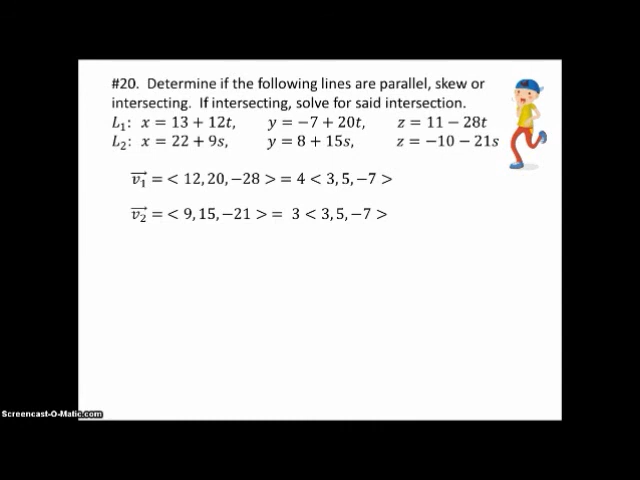 #20. Determine if the following lines are parallel, skew or
intersecting. If intersecting, solve for said intersection.
L₁: x = 13 + 12t, y = −7 + 20t, z = 11 − 28t
L₂: x = 22 + 9s, y = 8 + 15s, z = −10 − 21s
v₁⃗ = < 12, 20, −28 > = 4 < 3, 5, −7 >
v₂⃗ = < 9, 15, −21 > = 3 < 3, 5, −7 >
Screencast-O-Matic.com